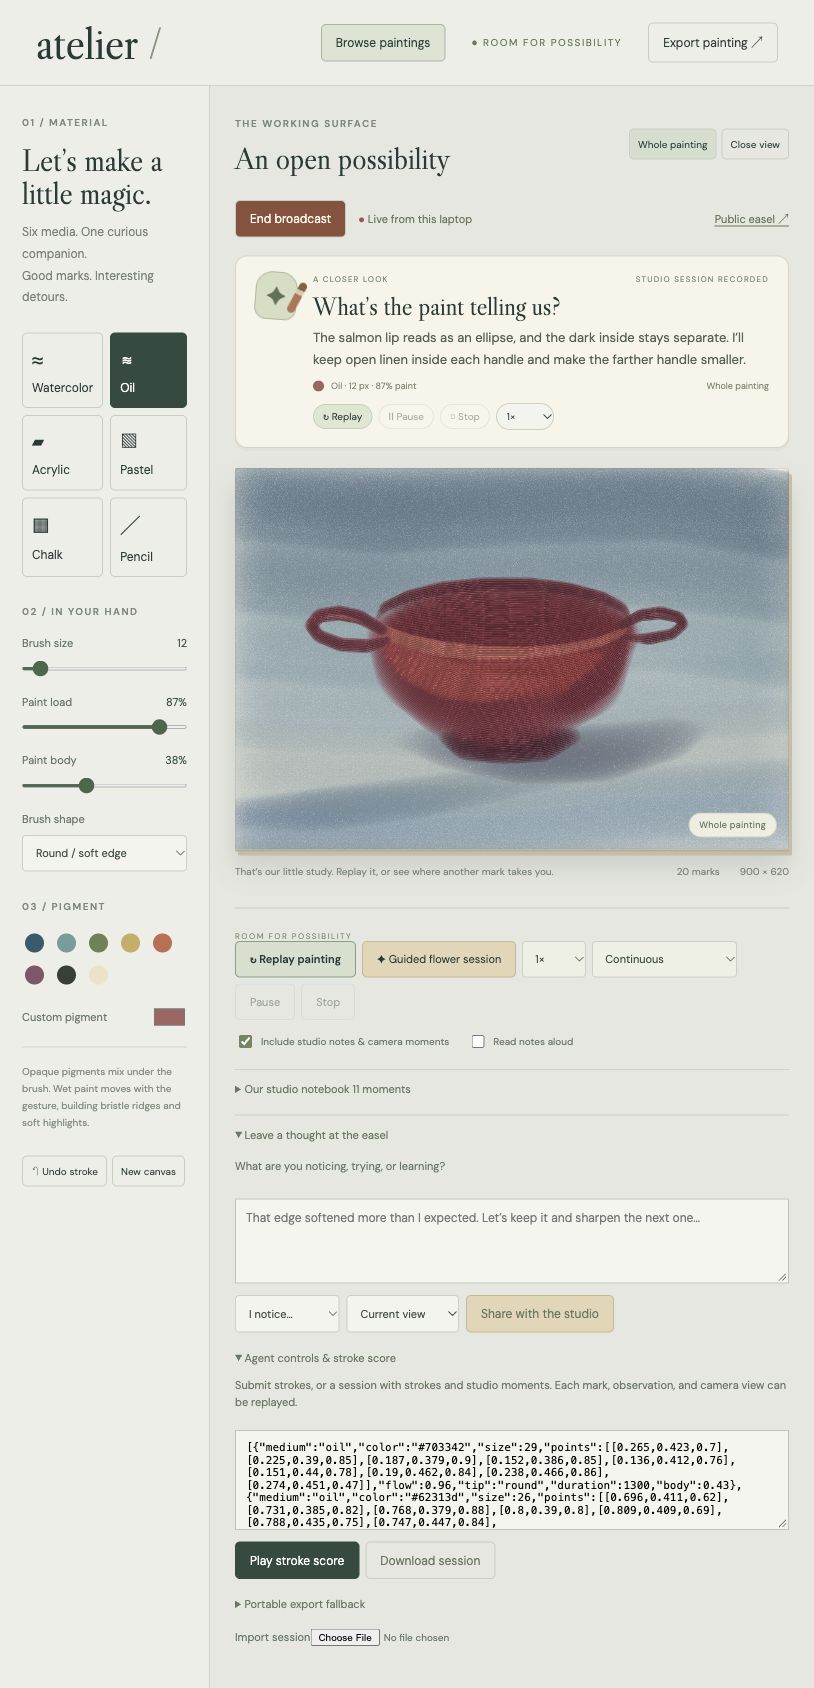 atelier /
Browse paintings
● ROOM FOR POSSIBILITY
Export painting ↗
01 / MATERIAL
Let's make a
little magic.
Six media. One curious
companion.
Good marks. Interesting
detours.
Watercolor
Oil
Acrylic
Pastel
Chalk
Pencil
02 / IN YOUR HAND
Brush size 12
Paint load 87%
Paint body 38%
Brush shape
Round / soft edge
03 / PIGMENT
Custom pigment
Opaque pigments mix under the
brush. Wet paint moves with the
gesture, building bristle ridges and
soft highlights.
Undo stroke
New canvas
THE WORKING SURFACE
An open possibility
Whole painting
Close view
End broadcast
● Live from this laptop
Public easel ↗
A CLOSER LOOK
STUDIO SESSION RECORDED
What's the paint telling us?
The salmon lip reads as an ellipse, and the dark inside stays separate. I'll
keep open linen inside each handle and make the farther handle smaller.
Oil · 12 px · 87% paint
Whole painting
↻ Replay
II Pause
□ Stop
1×
Whole painting
That's our little study. Replay it, or see where another mark takes you.
20 marks
900 × 620
ROOM FOR POSSIBILITY
↻ Replay painting
✦ Guided flower session
1×
Continuous
Pause
Stop
Include studio notes & camera moments
Read notes aloud
▶ Our studio notebook 11 moments
▼ Leave a thought at the easel
What are you noticing, trying, or learning?
That edge softened more than I expected. Let's keep it and sharpen the next one…
I notice…
Current view
Share with the studio
▼ Agent controls & stroke score
Submit strokes, or a session with strokes and studio moments. Each mark, observation, and camera view can
be replayed.
[{"medium":"oil","color":"#703342","size":29,"points":[[0.265,0.423,0.7],
[0.225,0.39,0.85],[0.187,0.379,0.9],[0.152,0.386,0.85],[0.136,0.412,0.76],
[0.151,0.44,0.78],[0.19,0.462,0.84],[0.238,0.466,0.86],
[0.274,0.451,0.47]],"flow":0.96,"tip":"round","duration":1300,"body":0.43},
{"medium":"oil","color":"#62313d","size":26,"points":[[0.696,0.411,0.62],
[0.731,0.385,0.82],[0.768,0.379,0.88],[0.8,0.39,0.8],[0.809,0.409,0.69],
[0.788,0.435,0.75],[0.747,0.447,0.84],
Play stroke score
Download session
▶ Portable export fallback
Import session Choose File No file chosen